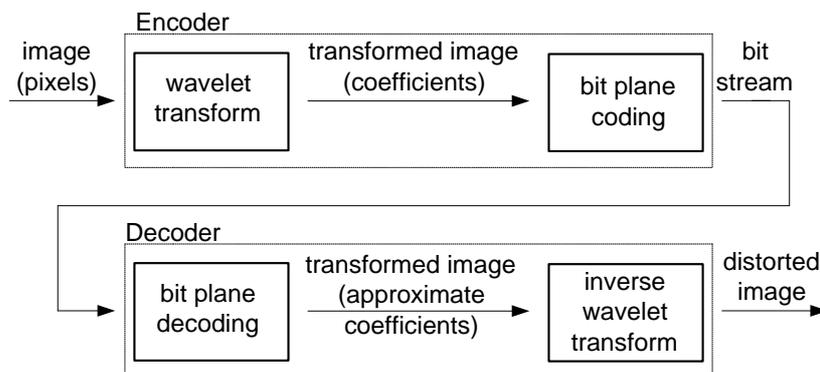 Encoder
image
(pixels)
wavelet
transform
transformed image
(coefficients)
bit plane
coding
bit
stream
Decoder
bit plane
decoding
transformed image
(approximate
coefficients)
inverse
wavelet
transform
distorted
image